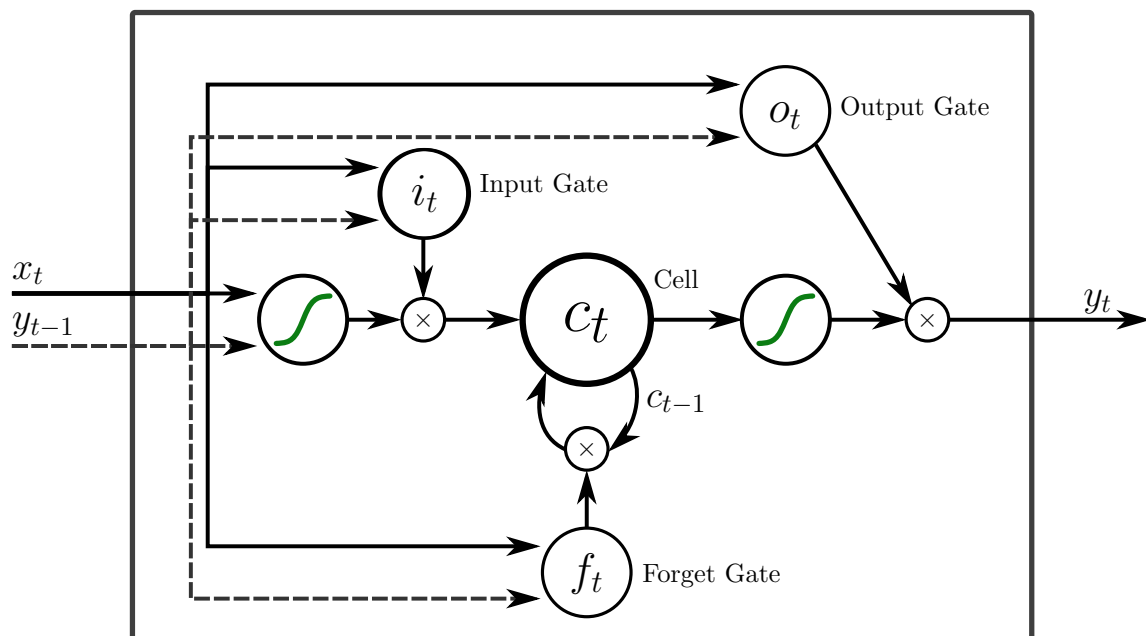 o_t Output Gate
i_t Input Gate
x_t
Cell
y_t
y_{t-1}
×
c_t
×
c_{t-1}
×
f_t Forget Gate